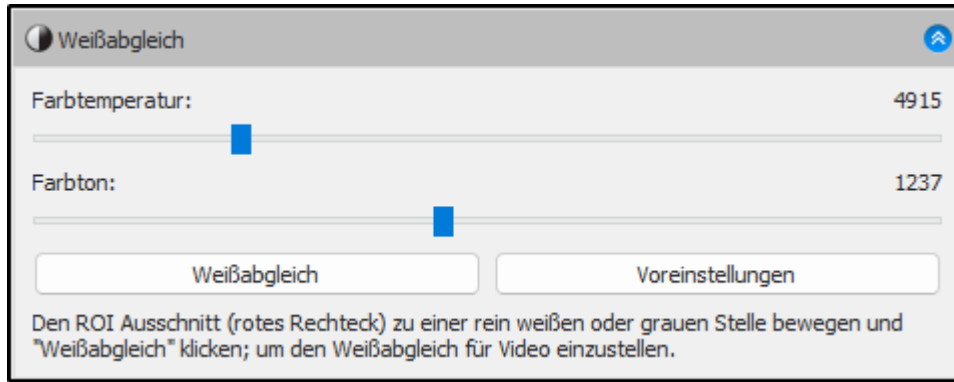 Weißabgleich
Farbtemperatur: 4915
Farbton: 1237
Weißabgleich Voreinstellungen
Den ROI Ausschnitt (rotes Rechteck) zu einer rein weißen oder grauen Stelle bewegen und
"Weißabgleich" klicken; um den Weißabgleich für Video einzustellen.